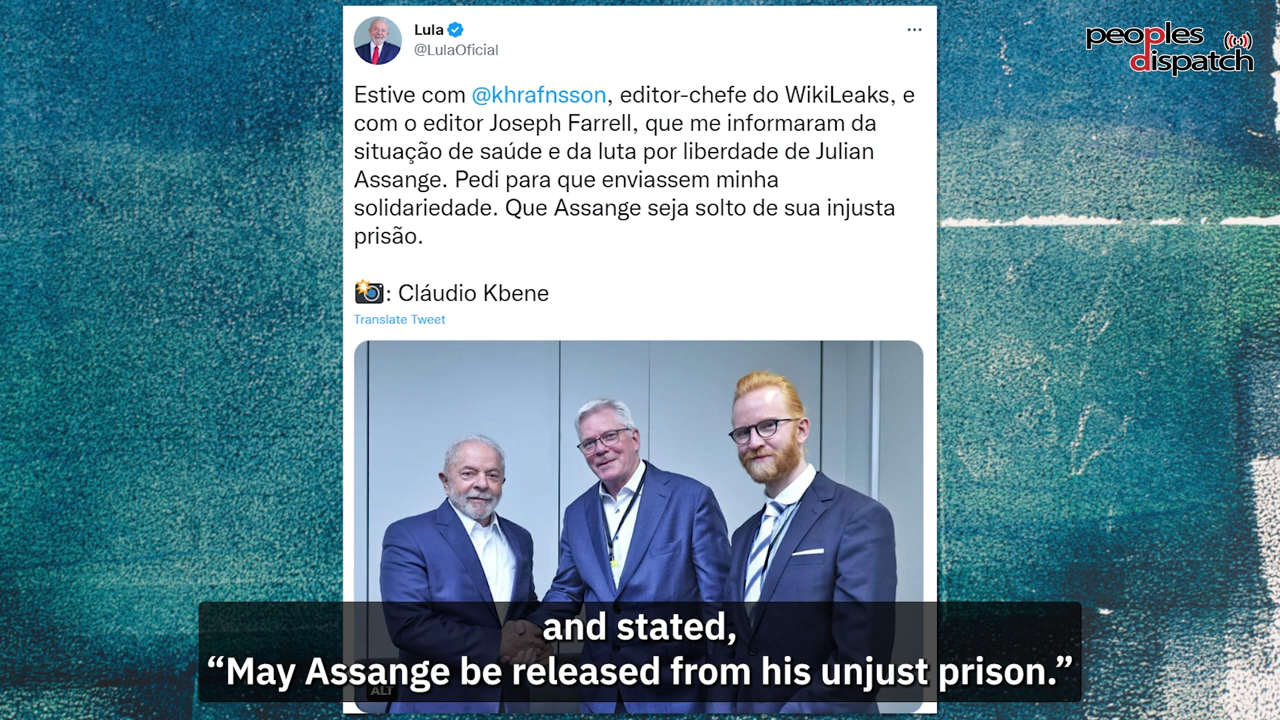 Lula
@LulaOficial
peoples
dispatch
Estive com @khrafnsson, editor-chefe do WikiLeaks, e
com o editor Joseph Farrell, que me informaram da
situação de saúde e da luta por liberdade de Julian
Assange. Pedi para que enviassem minha
solidariedade. Que Assange seja solto de sua injusta
prisão.
: Cláudio Kbene
Translate Tweet
and stated,
“May Assange be released from his unjust prison.”
ALT